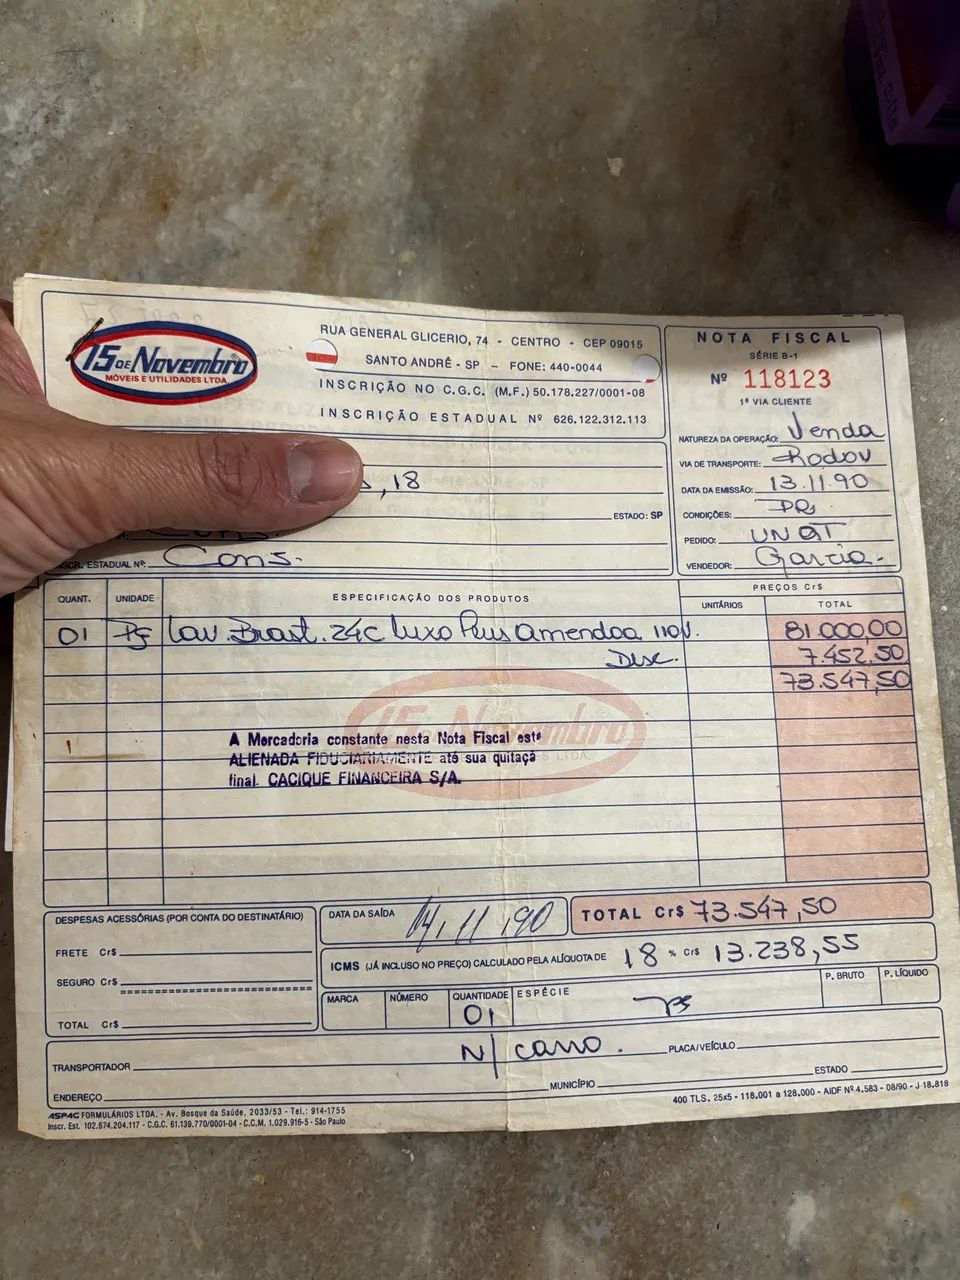 15 DE Novembro
MÓVEIS E UTILIDADES LTDA.
RUA GENERAL GLICERIO, 74 - CENTRO - CEP 09015
SANTO ANDRÉ - SP - FONE: 440-0044
INSCRIÇÃO NO C.G.C. (M.F.) 50.178.227/0001-08
INSCRIÇÃO ESTADUAL Nº 626.122.312.113
NOTA FISCAL
SÉRIE B-1
Nº 118123
1ª VIA CLIENTE
NATUREZA DA OPERAÇÃO: Venda
VIA DE TRANSPORTE: Rodov
DATA DA EMISSÃO: 13.11.90
CONDIÇÕES:
PEDIDO:
VENDEDOR: Garcia-
, 18
ESTADO: SP
Cons.
ESTADUAL Nº: Cons.
QUANT. UNIDADE ESPECIFICAÇÃO DOS PRODUTOS PREÇOS Cr$
UNITÁRIOS TOTAL
01 Pç Lav Brast. 24C luxo Plus amendoa 110V. 81.000,00
Desc. 7.452,50
73.547,50
15 DE Novembro
A Mercadoria constante nesta Nota Fiscal está
ALIENADA FIDUCIARIAMENTE até sua quitaçã
final. CACIQUE FINANCEIRA S/A.
DESPESAS ACESSÓRIAS (POR CONTA DO DESTINATÁRIO)
FRETE Cr$
SEGURO Cr$
TOTAL Cr$
DATA DA SAÍDA 14.11.90
TOTAL Cr$ 73.547,50
ICMS (JÁ INCLUSO NO PREÇO) CALCULADO PELA ALÍQUOTA DE 18 % Cr$ 13.238,55
MARCA NÚMERO QUANTIDADE ESPÉCIE P. BRUTO P. LÍQUIDO
01 Pç
TRANSPORTADOR N/ carro. PLACA/VEÍCULO
ENDEREÇO MUNICÍPIO ESTADO
ASPAC FORMULÁRIOS LTDA. - Av. Bosque da Saúde, 2033/53 - Tel.: 914-1755
Inscr. Est. 102.674.204.117 - C.G.C. 61.139.770/0001-04 - C.C.M. 1.029.916-5 - São Paulo
400 TLS. 25x5 - 118.001 a 128.000 - AIDF Nº 4.583 - 08/90 - J 18.818